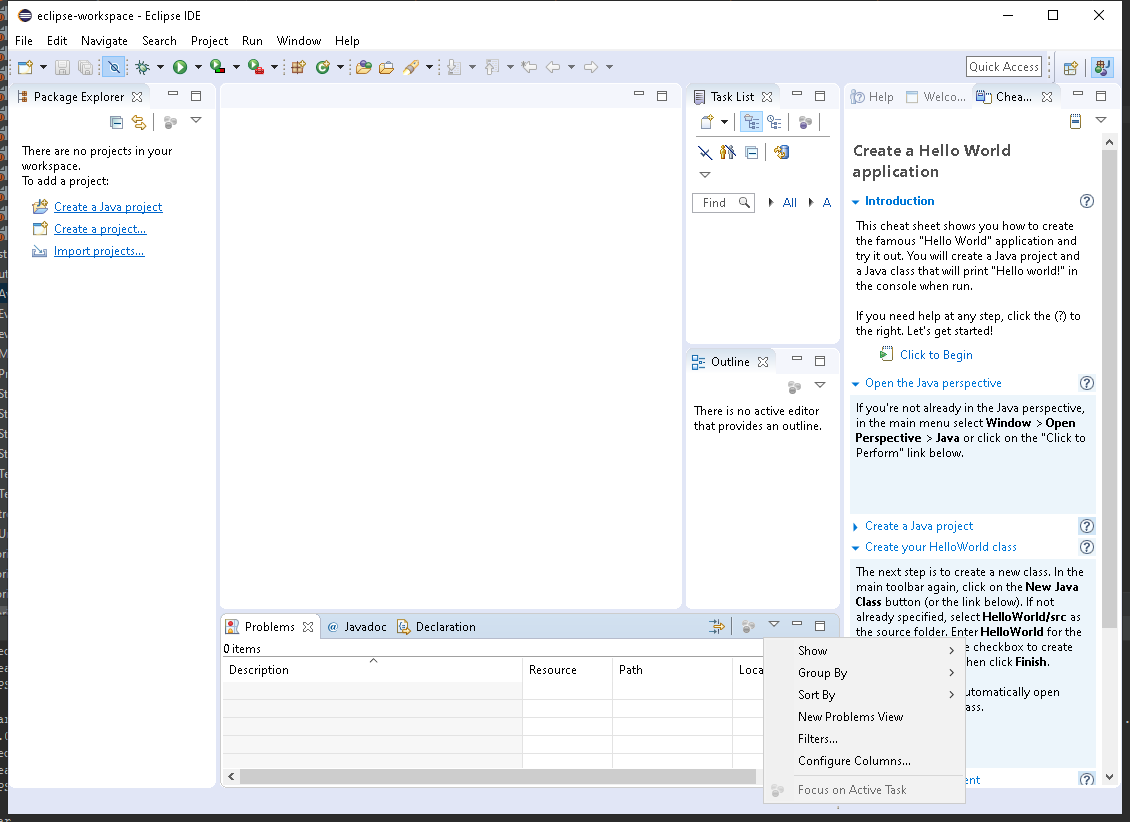 eclipse-workspace - Eclipse IDE
File Edit Navigate Search Project Run Window Help
Quick Access
Package Explorer
There are no projects in your
workspace.
To add a project:
Create a Java project
Create a project...
Import projects...
Task List
Find
All
A
Outline
There is no active editor
that provides an outline.
Help
Welco...
Chea...
Create a Hello World
application
Introduction
This cheat sheet shows you how to create
the famous "Hello World" application and
try it out. You will create a Java project and
a Java class that will print "Hello world!" in
the console when run.
If you need help at any step, click the (?) to
the right. Let's get started!
Click to Begin
Open the Java perspective
If you're not already in the Java perspective,
in the main menu select Window > Open
Perspective > Java or click on the "Click to
Perform" link below.
Create a Java project
Create your HelloWorld class
The next step is to create a new class. In the
main toolbar again, click on the New Java
Class button (or the link below). If not
already specified, select HelloWorld/src as
the source folder. Enter HelloWorld for the
checkbox to create
click Finish.
open
Problems
@ Javadoc
Declaration
0 items
Description
Resource
Path
Loca
Show
Group By
Sort By
New Problems View
Filters...
Configure Columns...
Focus on Active Task